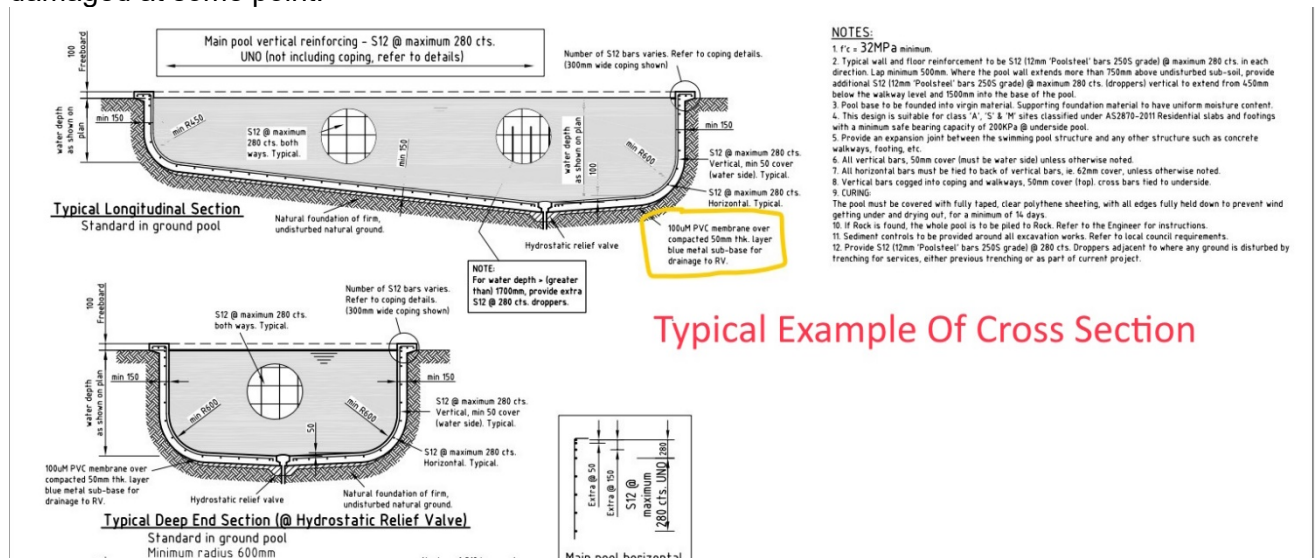 damaged at some point.
100
Freeboard
Main pool vertical reinforcing - S12 @ maximum 280 cts.
UNO (not including coping, refer to details)
Number of S12 bars varies. Refer to coping details.
(300mm wide coping shown)
min 150
water depth
as shown on
plan
min R450
S12 @ maximum
280 cts. both
ways. Typical.
min 150
water depth
as shown on plan
100
min R600
min 150
S12 @ maximum 280 cts.
Vertical, min 50 cover
(water side). Typical.
S12 @ maximum 280 cts.
Horizontal. Typical.
Typical Longitudinal Section
Standard in ground pool
Natural foundation of firm,
undisturbed natural ground.
Hydrostatic relief valve
100uM PVC membrane over
compacted 50mm thk. layer
blue metal sub-base for
drainage to RV.
NOTE:
For water depth > (greater
than) 1700mm, provide extra
S12 @ 280 cts. droppers.
NOTES:
1. f'c = 32MPa minimum.
2. Typical wall and floor reinforcement to be S12 (12mm 'Poolsteel' bars 250S grade) @ maximum 280 cts. in each
direction. Lap minimum 500mm. Where the pool wall extends more than 750mm above undisturbed sub-soil, provide
additional S12 (12mm 'Poolsteel' bars 250S grade) @ maximum 280 cts. (droppers) vertical to extend from 450mm
below the walkway level and 1500mm into the base of the pool.
3. Pool base to be founded into virgin material. Supporting foundation material to have uniform moisture content.
4. This design is suitable for class 'A', 'S' & 'M' sites classified under AS2870-2011 Residential slabs and footings
with a minimum safe bearing capacity of 200KPa @ underside pool.
5. Provide an expansion joint between the swimming pool structure and any other structure such as concrete
walkways, footing, etc.
6. All vertical bars, 50mm cover (must be water side) unless otherwise noted.
7. All horizontal bars must be tied to back of vertical bars, ie. 62mm cover, unless otherwise noted.
8. Vertical bars cogged into coping and walkways, 50mm cover (top). cross bars tied to underside.
9. CURING:
The pool must be covered with fully taped, clear polythene sheeting, with all edges fully held down to prevent wind
getting under and drying out, for a minimum of 14 days.
10. If Rock is found, the whole pool is to be piled to Rock. Refer to the Engineer for instructions.
11. Sediment controls to be provided around all excavation works. Refer to local council requirements.
12. Provide S12 (12mm 'Poolsteel' bars 250S grade) @ 280 cts. Droppers adjacent to where any ground is disturbed by
trenching for services, either previous trenching or as part of current project.
Typical Example Of Cross Section
100
Freeboard
S12 @ maximum 280 cts.
both ways. Typical.
Number of S12 bars varies.
Refer to coping details.
(300mm wide coping shown)
min 150
water depth
as shown on plan
min R600
min R600
50
min 150
S12 @ maximum 280 cts.
Vertical, min 50 cover
(water side). Typical.
S12 @ maximum 280 cts.
Horizontal. Typical.
100uM PVC membrane over
compacted 50mm thk. layer
blue metal sub-base for
drainage to RV.
Hydrostatic relief valve
Natural foundation of firm,
undisturbed natural ground.
Typical Deep End Section (@ Hydrostatic Relief Valve)
Standard in ground pool
Minimum radius 600mm
Extra @ 50
Extra @ 150
S12 @
maximum
280 cts. UNO
280
Main pool horizontal